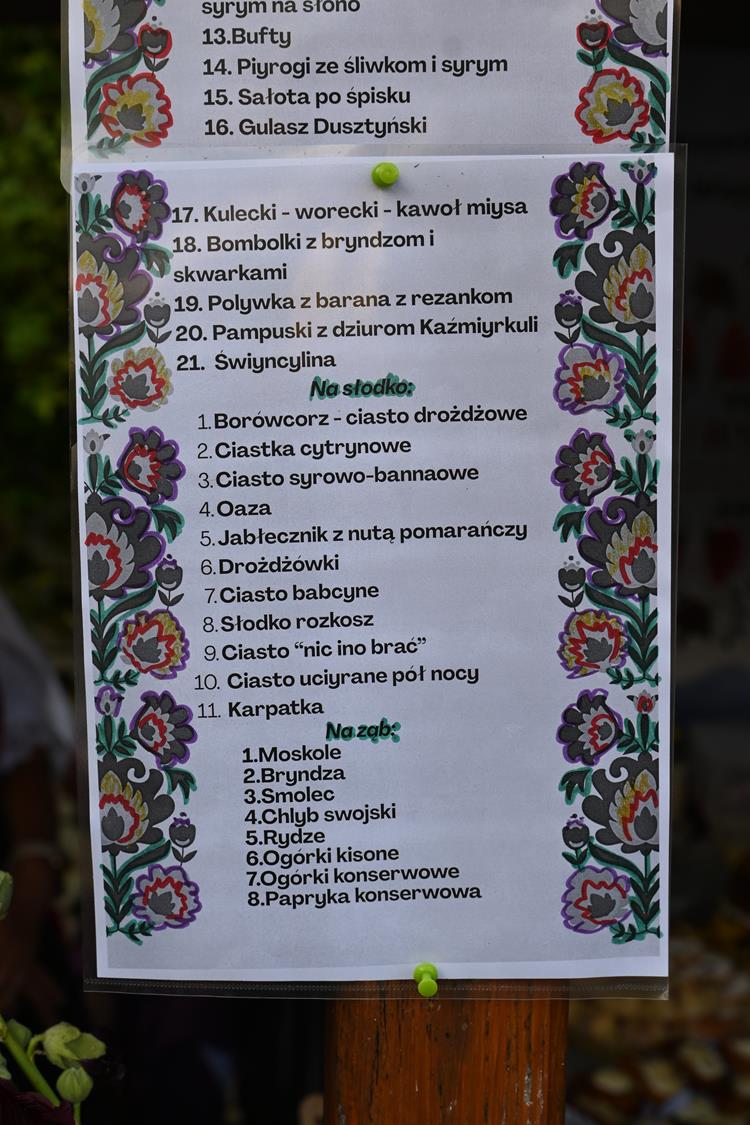 syrym na słono
13.Bufty
14. Piyrogi ze śliwkom i syrym
15. Sałota po śpisku
16. Gulasz Dusztyński
17. Kulecki - worecki - kawoł miysa
18. Bombolki z bryndzom i
skwarkami
19. Polywka z barana z rezankom
20. Pampuski z dziurom Kaźmiyrkuli
21. Świyncylina
Na słodko:
1.Borówcorz - ciasto drożdżowe
2.Ciastka cytrynowe
3.Ciasto syrowo-bannaowe
4.Oaza
5.Jabłecznik z nutą pomarańczy
6.Drożdżówki
7.Ciasto babcyne
8.Słodko rozkosz
9.Ciasto “nic ino brać”
10. Ciasto uciyrane pół nocy
11. Karpatka
Na ząb:
1.Moskole
2.Bryndza
3.Smolec
4.Chlyb swojski
5.Rydze
6.Ogórki kisone
7.Ogórki konserwowe
8.Papryka konserwowa